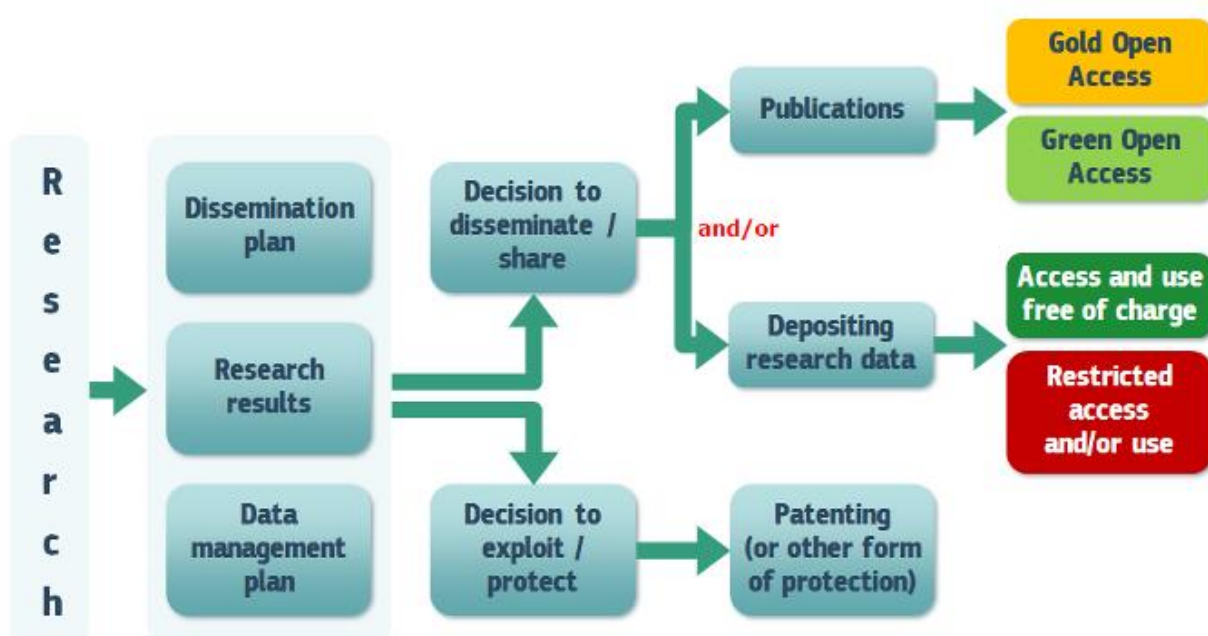 Research
Dissemination
plan
Research
results
Data
management
plan
Decision to
disseminate /
share
Decision to
exploit /
protect
and/or
Publications
Depositing
research data
Patenting
(or other form
of protection)
Gold Open
Access
Green Open
Access
Access and use
free of charge
Restricted
access
and/or use